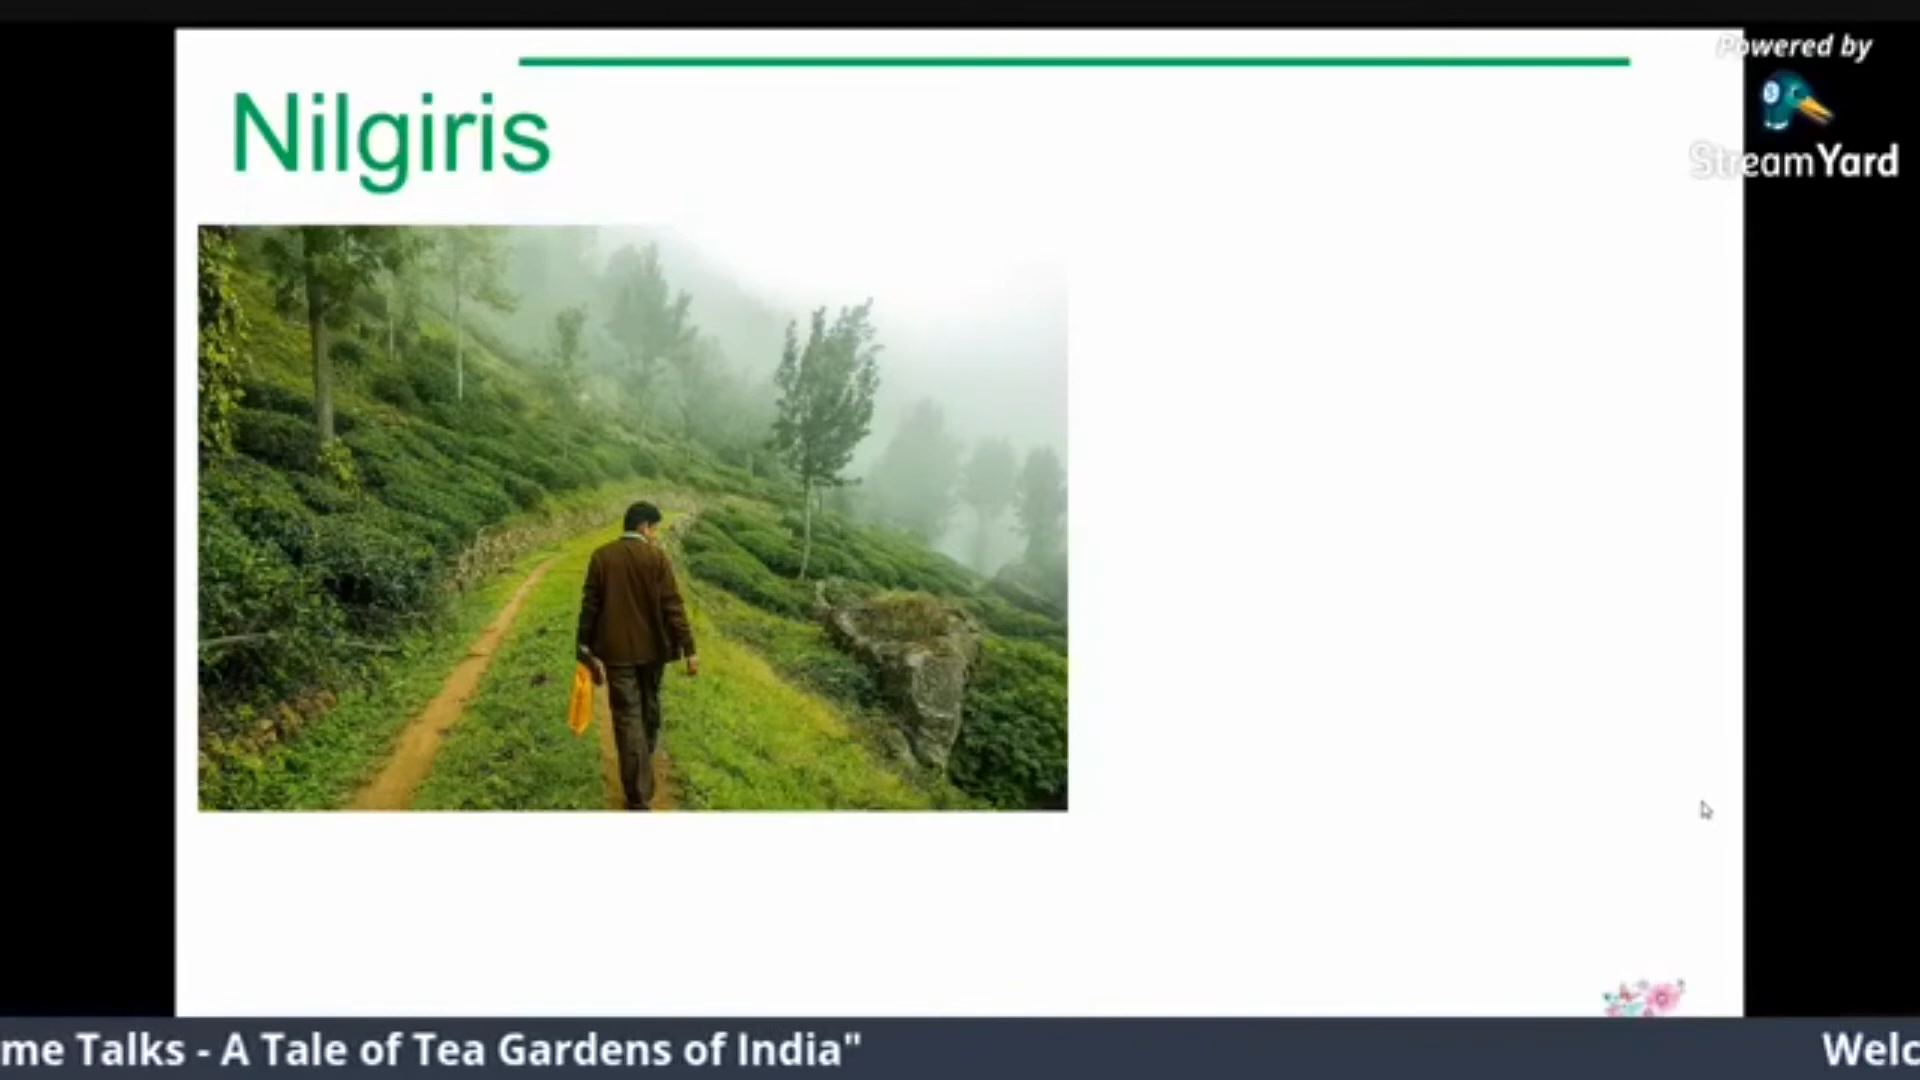 Powered by
StreamYard
Nilgiris
me Talks - A Tale of Tea Gardens of India" Welc